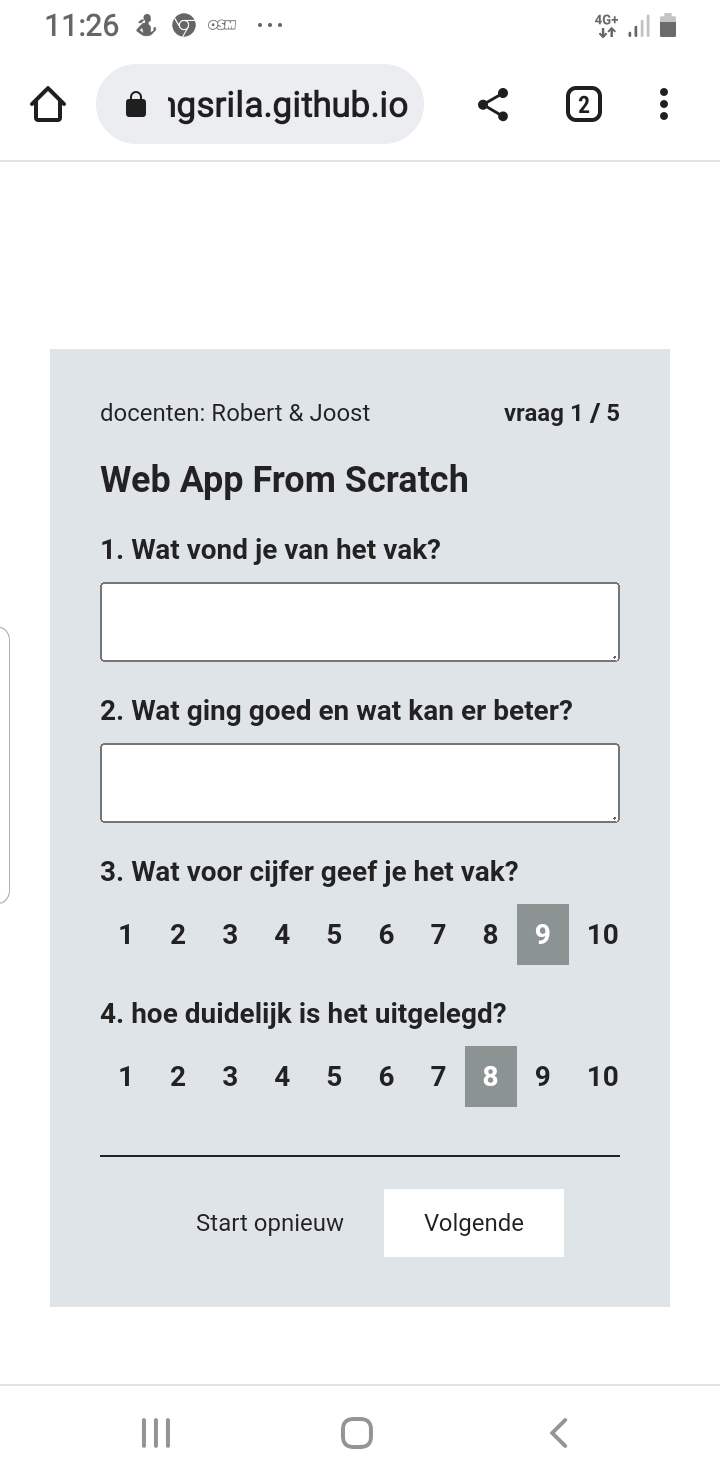 11:26 OSM 4G+
ngsrila.github.io 2
docenten: Robert & Joost vraag 1 / 5
Web App From Scratch
1. Wat vond je van het vak?
2. Wat ging goed en wat kan er beter?
3. Wat voor cijfer geef je het vak?
1 2 3 4 5 6 7 8 9 10
4. hoe duidelijk is het uitgelegd?
1 2 3 4 5 6 7 8 9 10
Start opnieuw Volgende